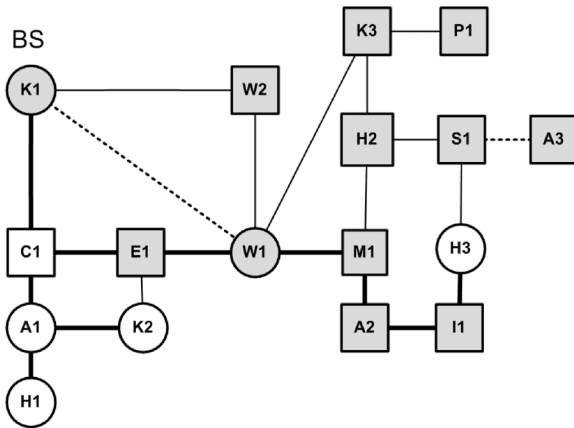 BS
K3 P1
K1 W2
H2 S1 A3
C1 E1 W1 M1 H3
A1 K2 A2 I1
H1